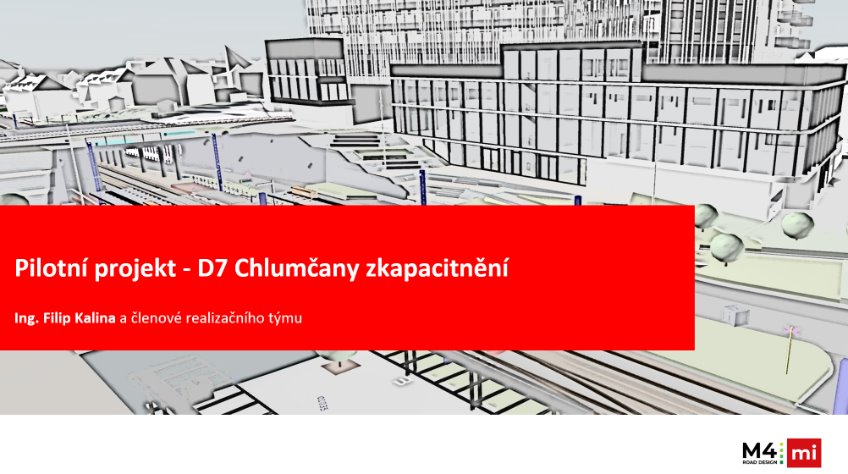 Pilotní projekt - D7 Chlumčany zkapacitnění
Ing. Filip Kalina a členové realizačního týmu
M4
ROAD DESIGN
mi